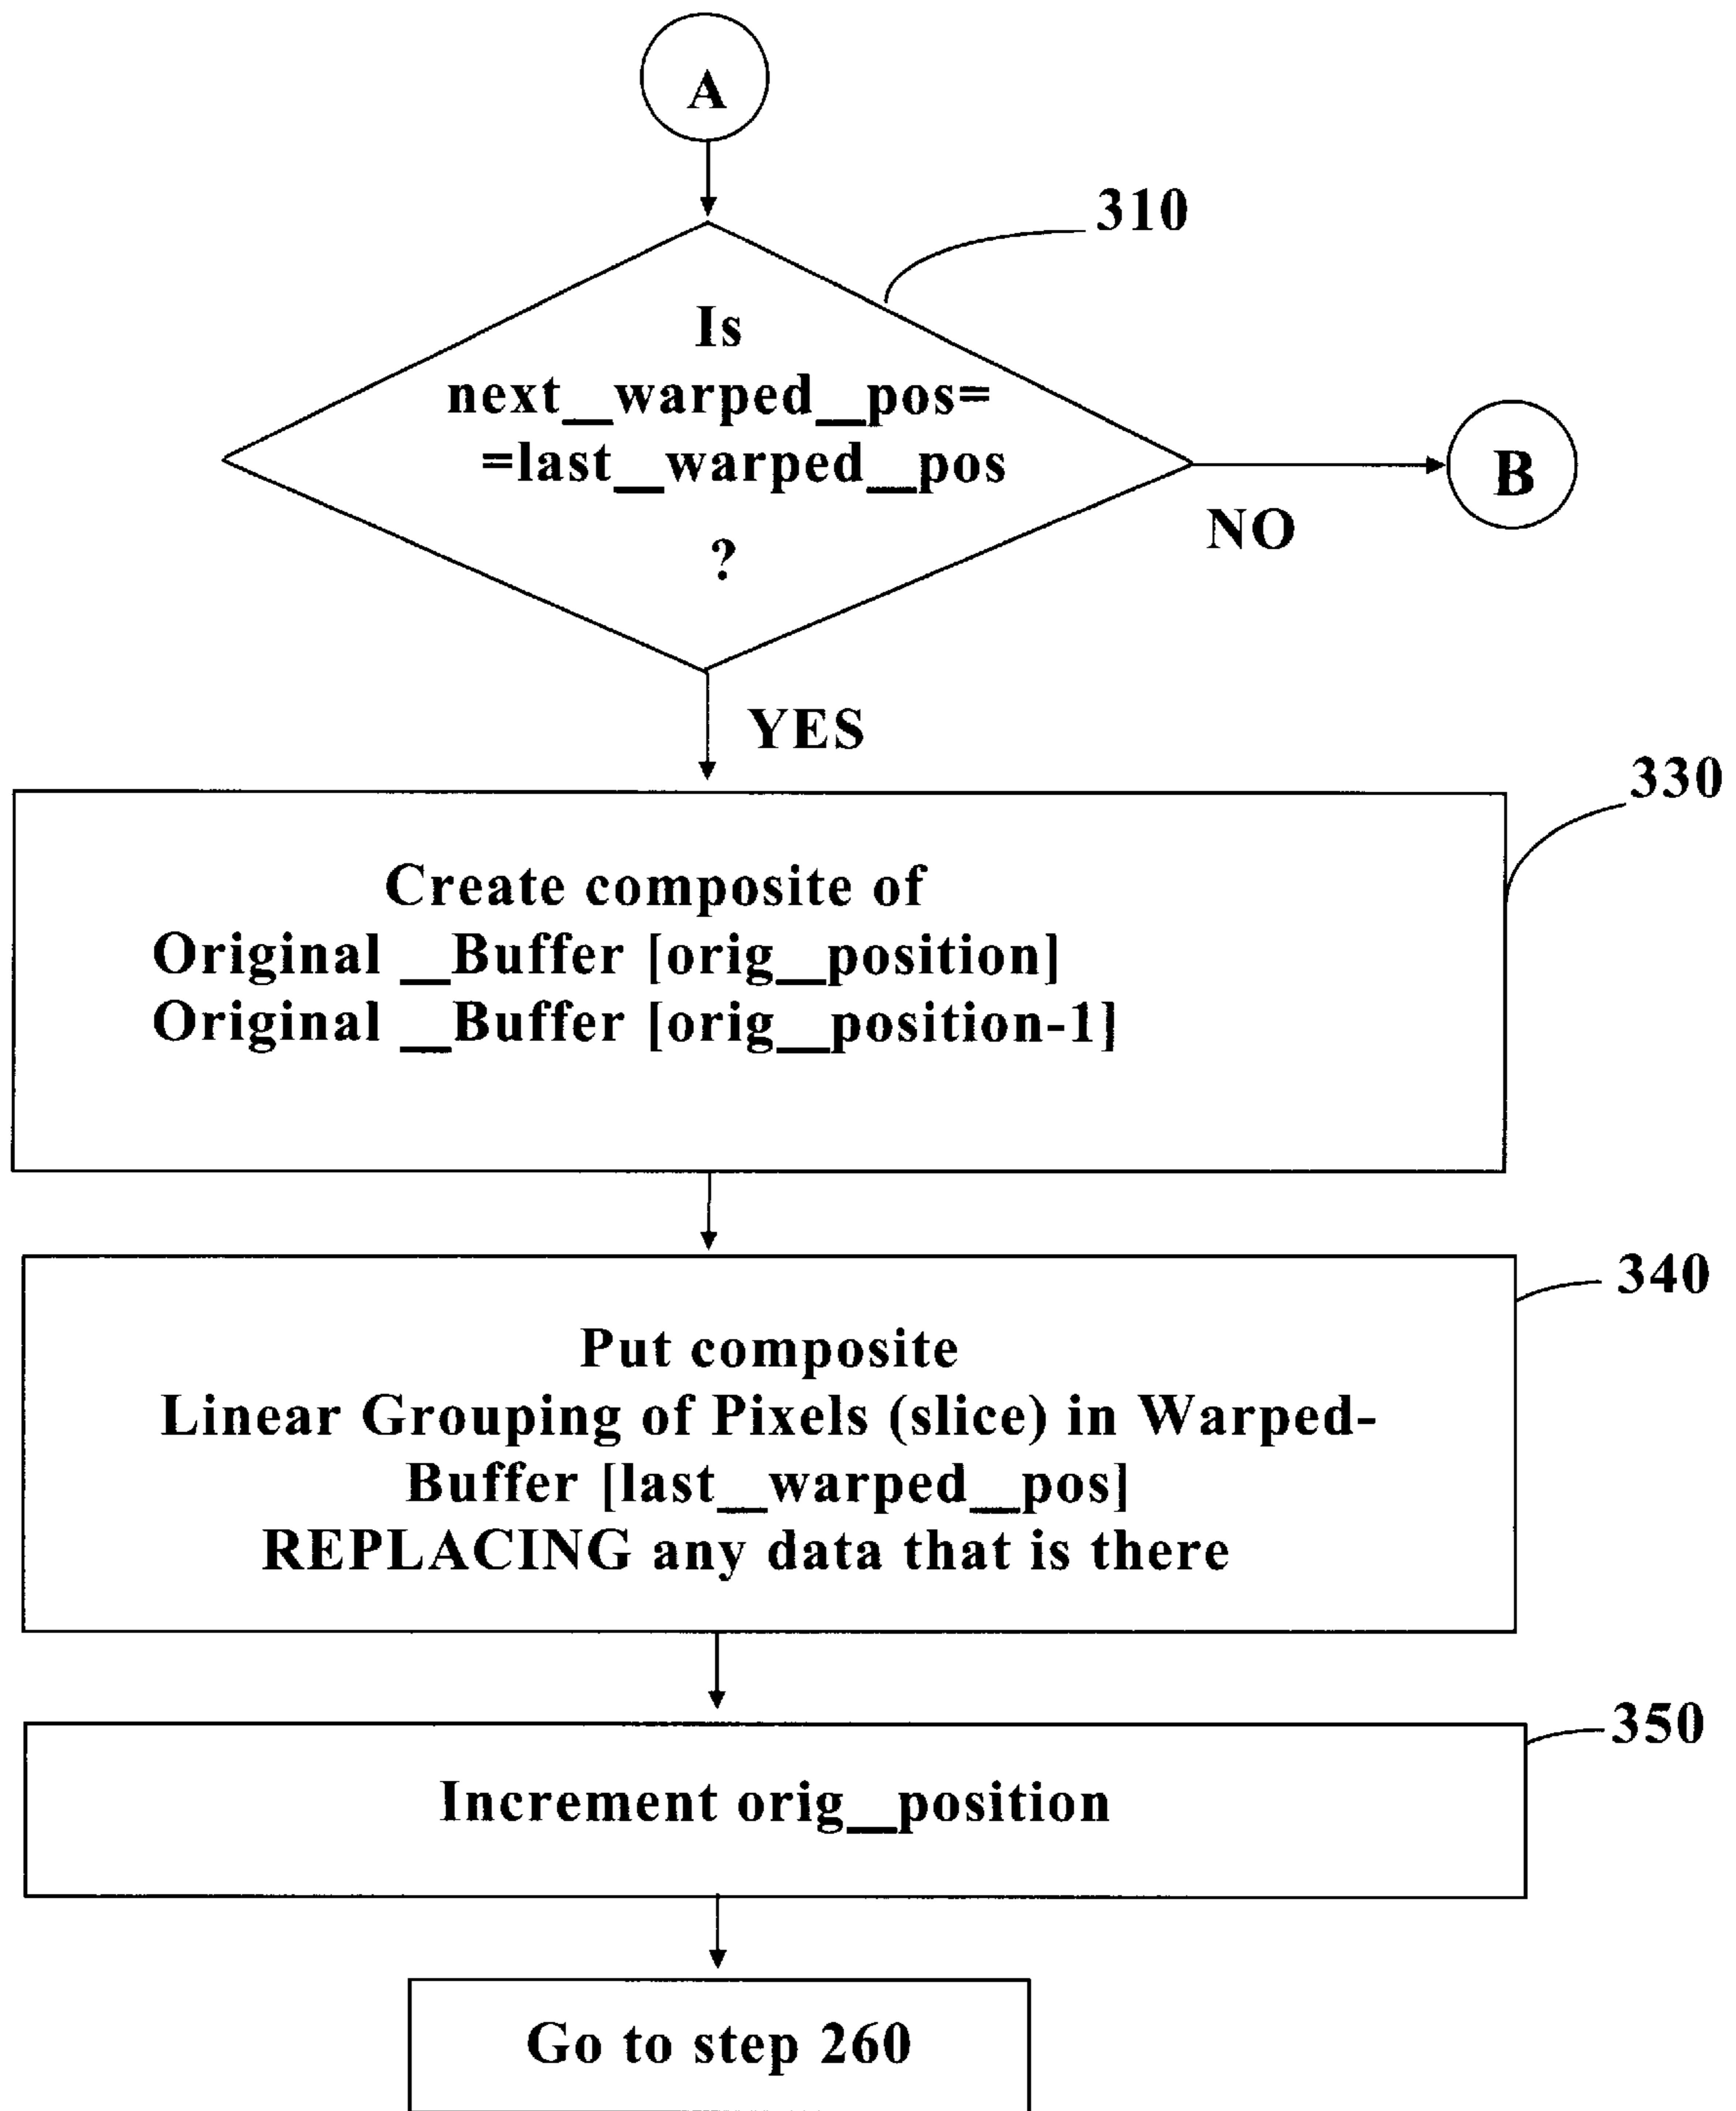 A
310
Is
next__warped__pos=
=last__warped__pos
?
B
NO
YES
330
Create composite of
Original __Buffer [orig__position]
Original __Buffer [orig__position-1]
340
Put composite
Linear Grouping of Pixels (slice) in Warped-
Buffer [last__warped__pos]
REPLACING any data that is there
350
Increment orig__position
Go to step 260